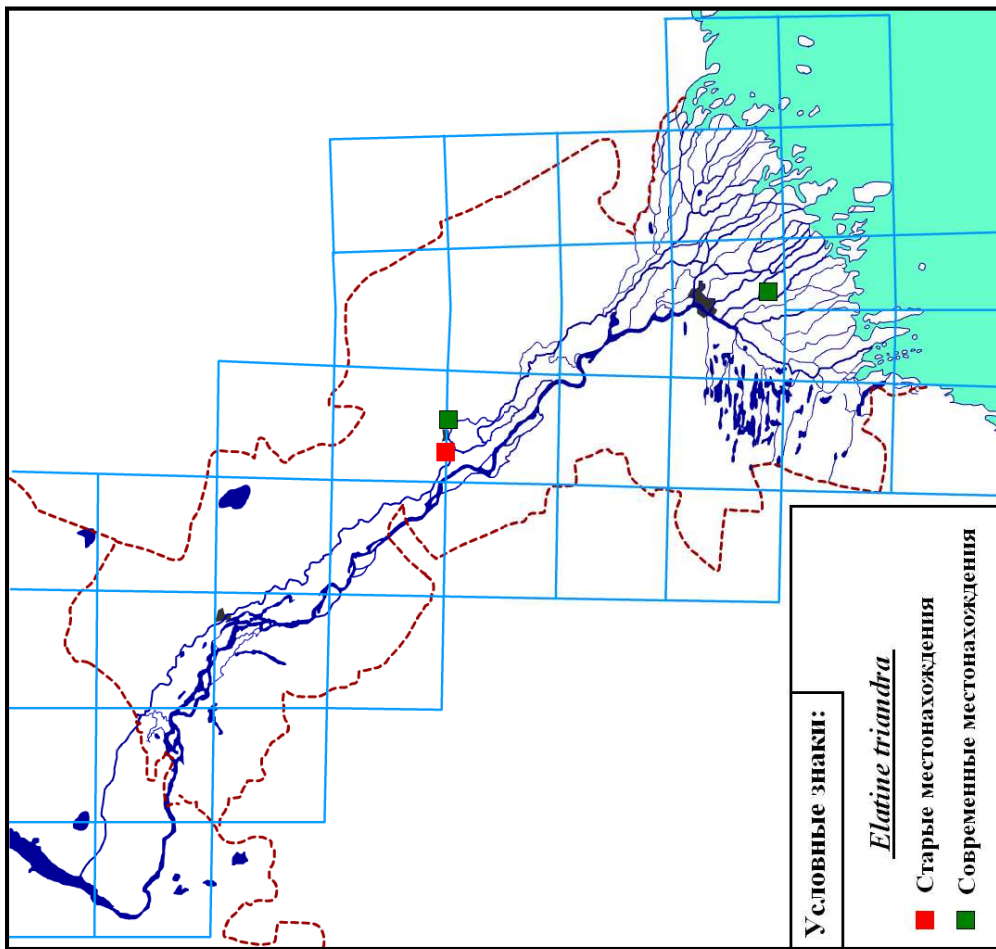 Условные знаки:
Elatine triandra
Старые местонахождения
Современные местонахождения